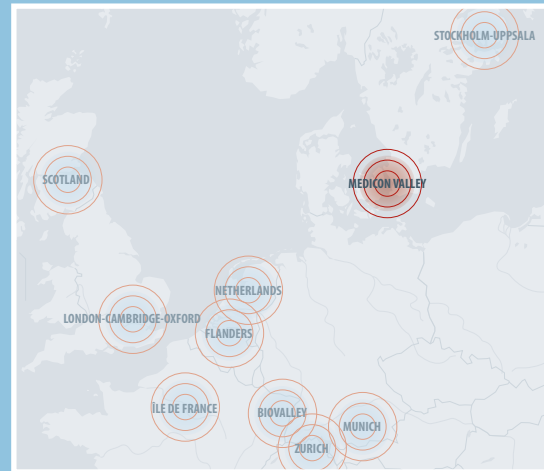 STOCKHOLM-UPPSALA
SCOTLAND
MEDICON VALLEY
NETHERLANDS
LONDON-CAMBRIDGE-OXFORD
FLANDERS
ÎLE DE FRANCE
BIOVALLEY
MUNICH
ZURICH